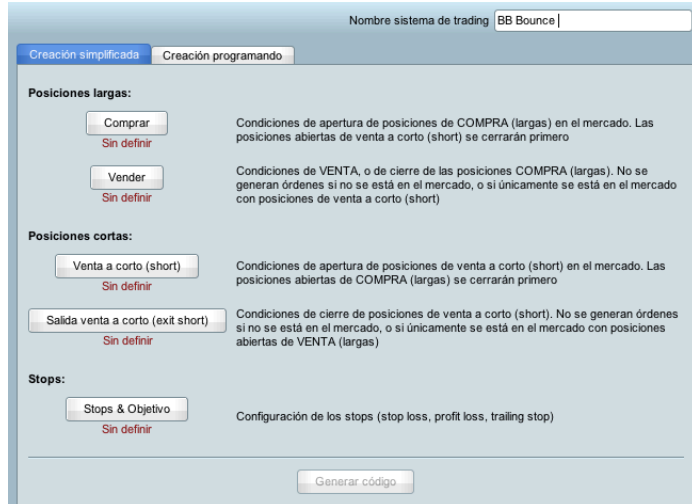 Nombre sistema de trading BB Bounce
Creación simplificada Creación programando
Posiciones largas:
Comprar
Sin definir
Condiciones de apertura de posiciones de COMPRA (largas) en el mercado. Las
posiciones abiertas de venta a corto (short) se cerrarán primero
Vender
Sin definir
Condiciones de VENTA, o de cierre de las posiciones COMPRA (largas). No se
generan órdenes si no se está en el mercado, o si únicamente se está en el mercado
con posiciones de venta a corto (short)
Posiciones cortas:
Venta a corto (short)
Sin definir
Condiciones de apertura de posiciones de venta a corto (short) en el mercado. Las
posiciones abiertas de COMPRA (largas) se cerrarán primero
Salida venta a corto (exit short)
Sin definir
Condiciones de cierre de posiciones de venta a corto (short). No se generan órdenes
si no se está en el mercado, o si únicamente se está en el mercado con posiciones
abiertas de VENTA (largas)
Stops:
Stops & Objetivo
Sin definir
Configuración de los stops (stop loss, profit loss, trailing stop)
Generar código